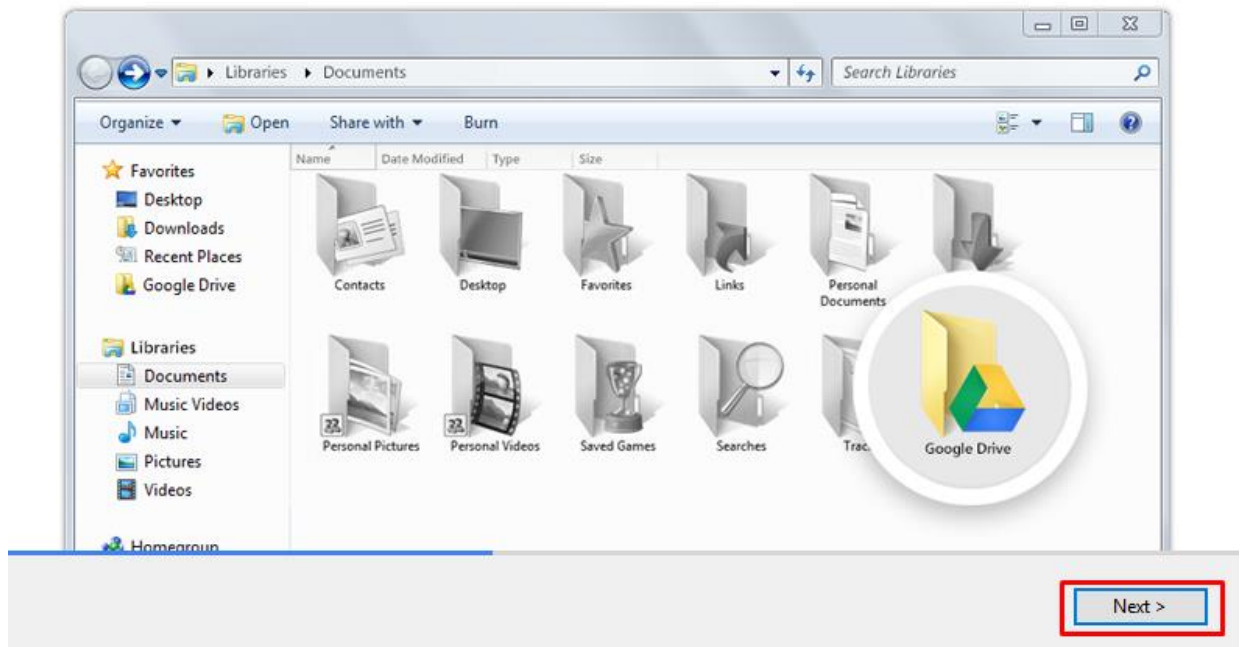 Libraries Documents
Search Libraries
Organize Open Share with Burn
Name Date Modified Type Size
Favorites
Desktop
Downloads
Recent Places
Google Drive
Libraries
Documents
Music Videos
Music
Pictures
Videos
Homegroup
Contacts Desktop Favorites Links Personal
Documents
Personal Pictures Personal Videos Saved Games Searches Trac Google Drive
Next >